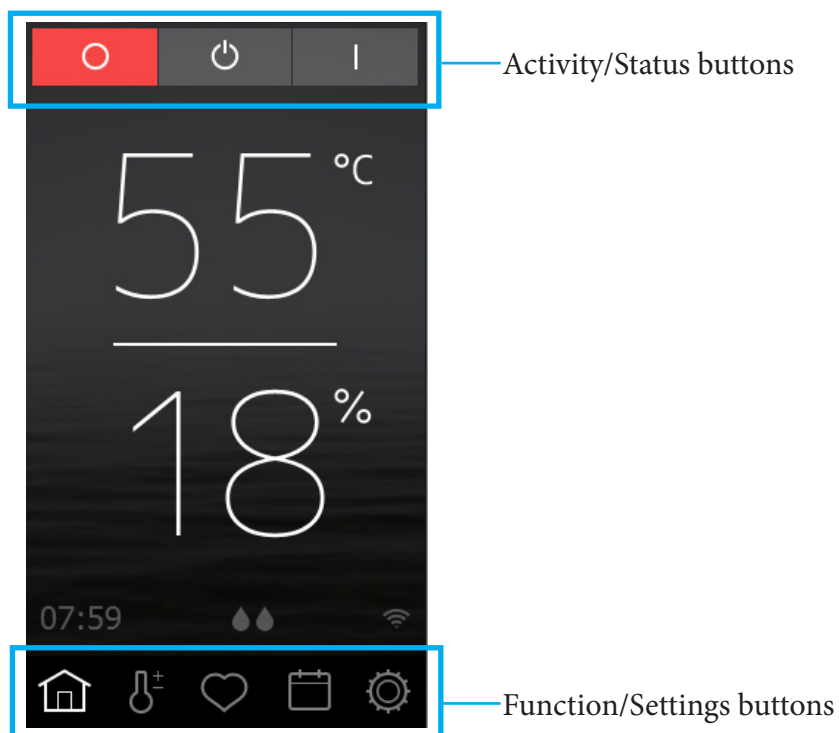 Activity/Status buttons
55 °C
18 %
07:59
Function/Settings buttons